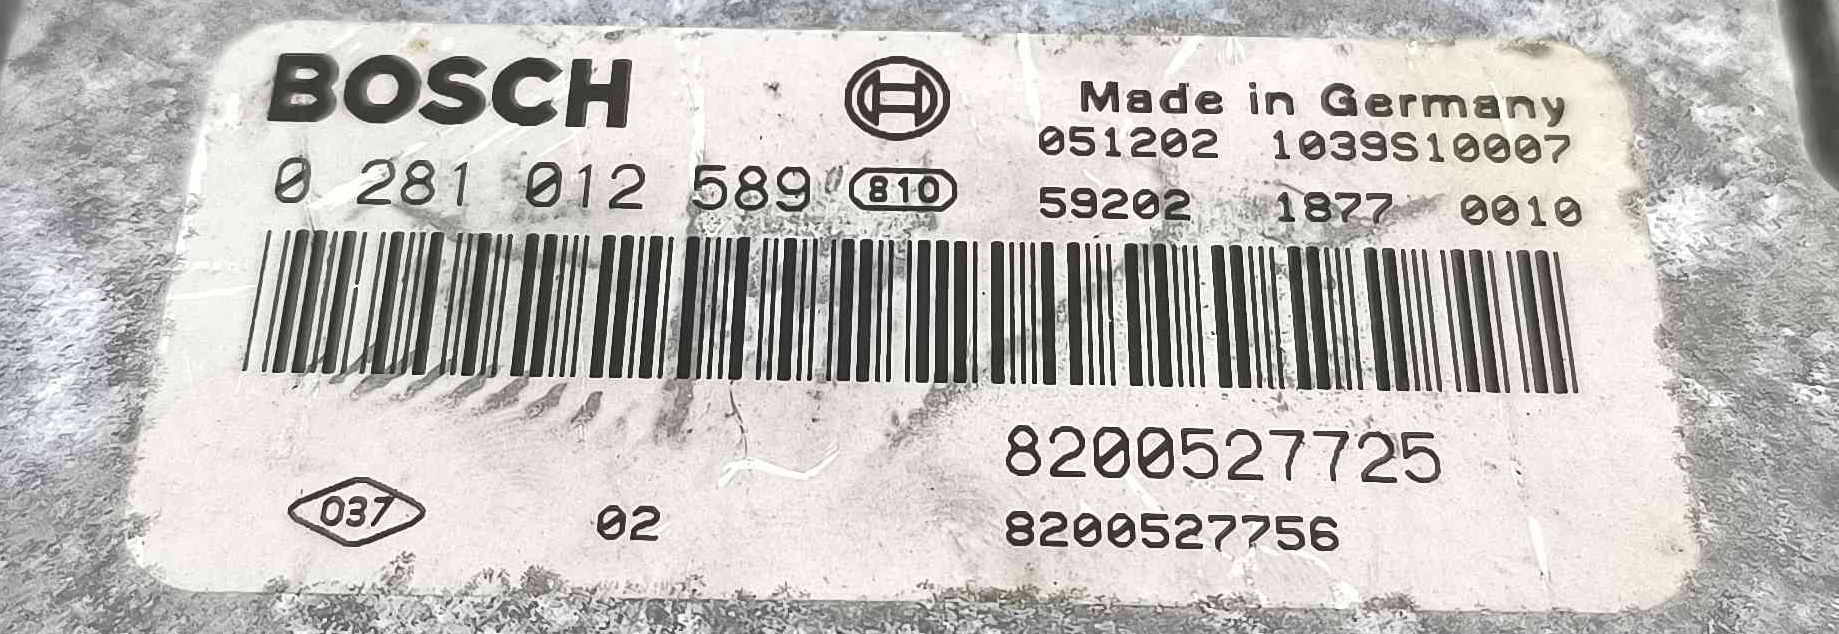 BOSCH
Made in Germany
051202 1039S10007
0 281 012 589 810
59202 1877 0010
8200527725
037 02 8200527756